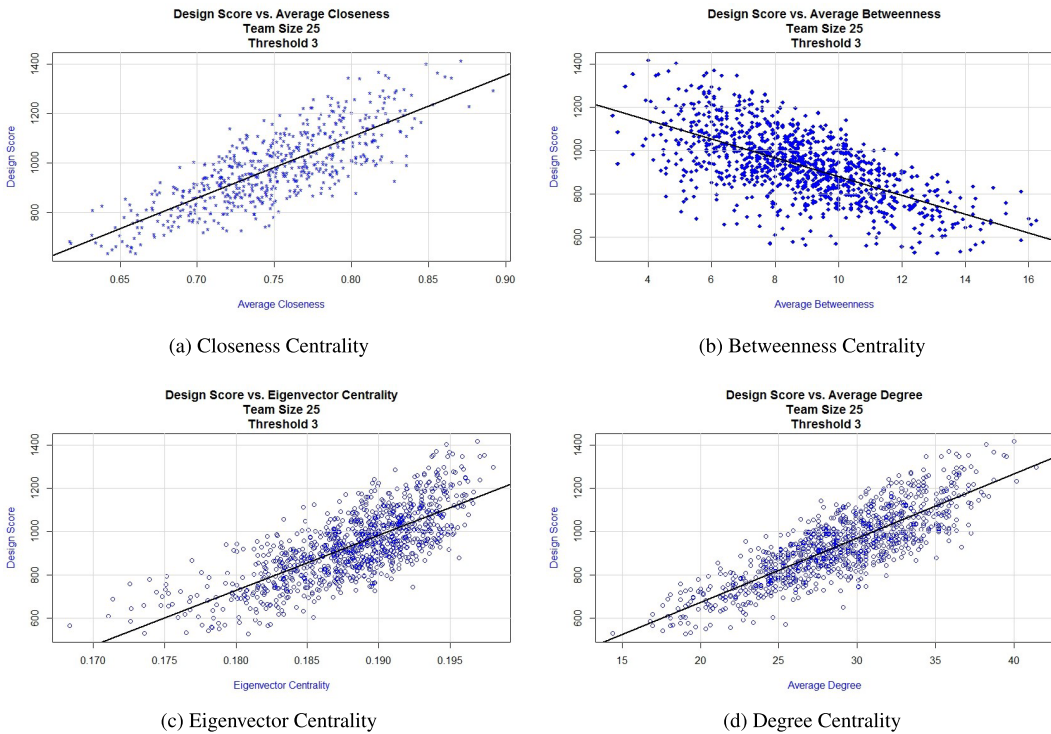 Design Score vs. Average Closeness
Team Size 25
Threshold 3
Design Score
1400
1200
1000
800
0.65 0.70 0.75 0.80 0.85 0.90
Average Closeness
(a) Closeness Centrality
Design Score vs. Average Betweenness
Team Size 25
Threshold 3
Design Score
1400
1200
1000
800
600
4 6 8 10 12 14 16
Average Betweenness
(b) Betweenness Centrality
Design Score vs. Eigenvector Centrality
Team Size 25
Threshold 3
Design Score
1400
1200
1000
800
600
0.170 0.175 0.180 0.185 0.190 0.195
Eigenvector Centrality
(c) Eigenvector Centrality
Design Score vs. Average Degree
Team Size 25
Threshold 3
Design Score
1400
1200
1000
800
600
15 20 25 30 35 40
Average Degree
(d) Degree Centrality